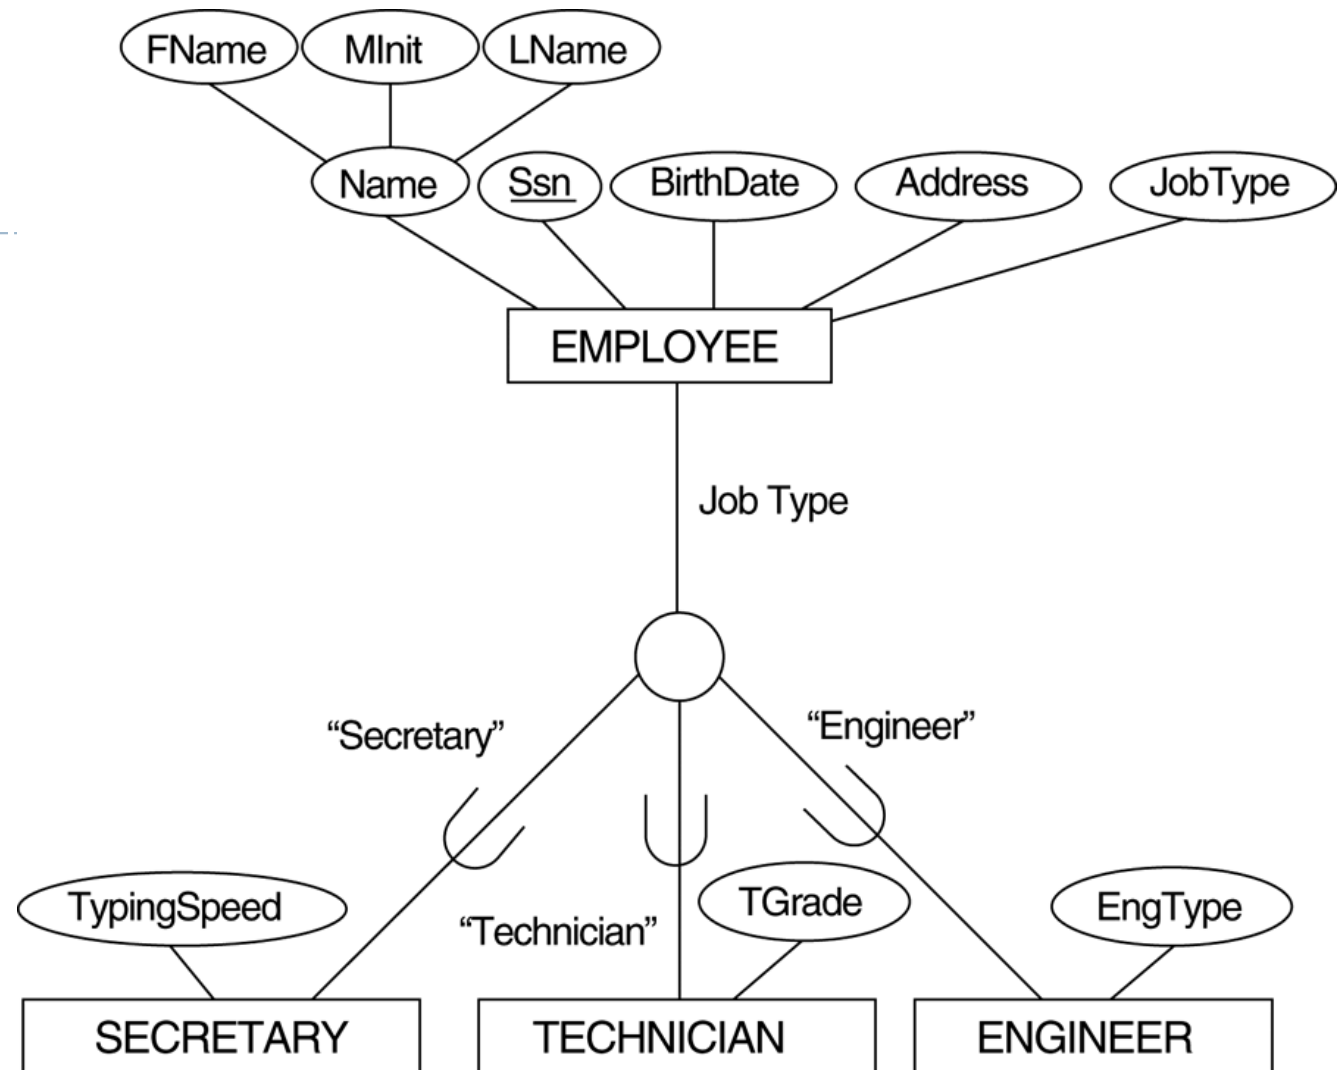 FName MInit LName
Name Ssn BirthDate Address JobType
EMPLOYEE
Job Type
“Secretary” “Engineer”
TypingSpeed “Technician” TGrade EngType
SECRETARY TECHNICIAN ENGINEER